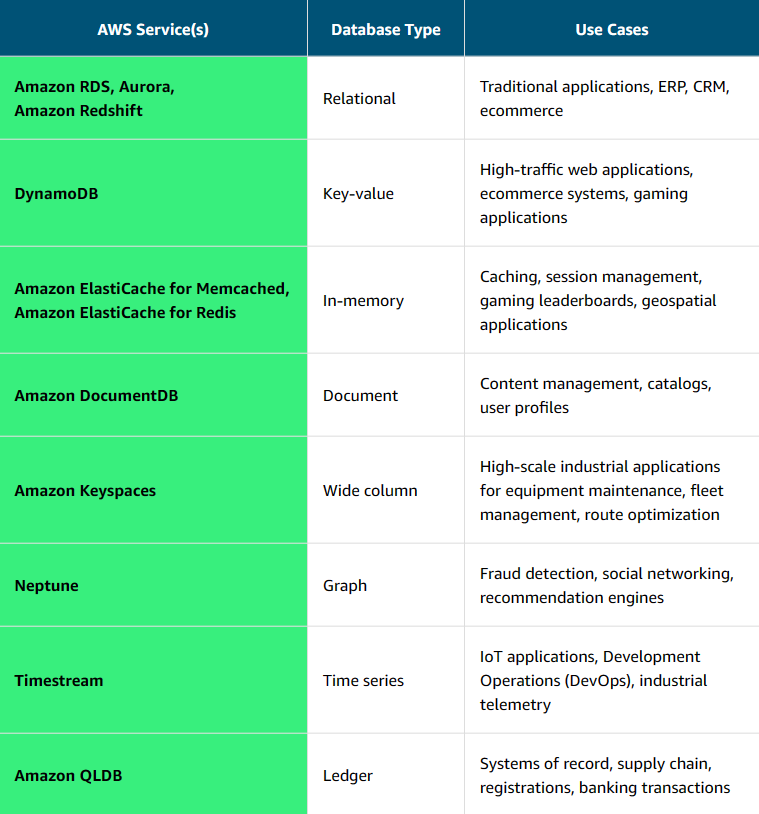 AWS Service(s) Database Type Use Cases
Amazon RDS, Aurora,
Amazon Redshift
Relational
Traditional applications, ERP, CRM,
ecommerce
DynamoDB
Key-value
High-traffic web applications,
ecommerce systems, gaming
applications
Amazon ElastiCache for Memcached,
Amazon ElastiCache for Redis
In-memory
Caching, session management,
gaming leaderboards, geospatial
applications
Amazon DocumentDB
Document
Content management, catalogs,
user profiles
Amazon Keyspaces
Wide column
High-scale industrial applications
for equipment maintenance, fleet
management, route optimization
Neptune
Graph
Fraud detection, social networking,
recommendation engines
Timestream
Time series
IoT applications, Development
Operations (DevOps), industrial
telemetry
Amazon QLDB
Ledger
Systems of record, supply chain,
registrations, banking transactions